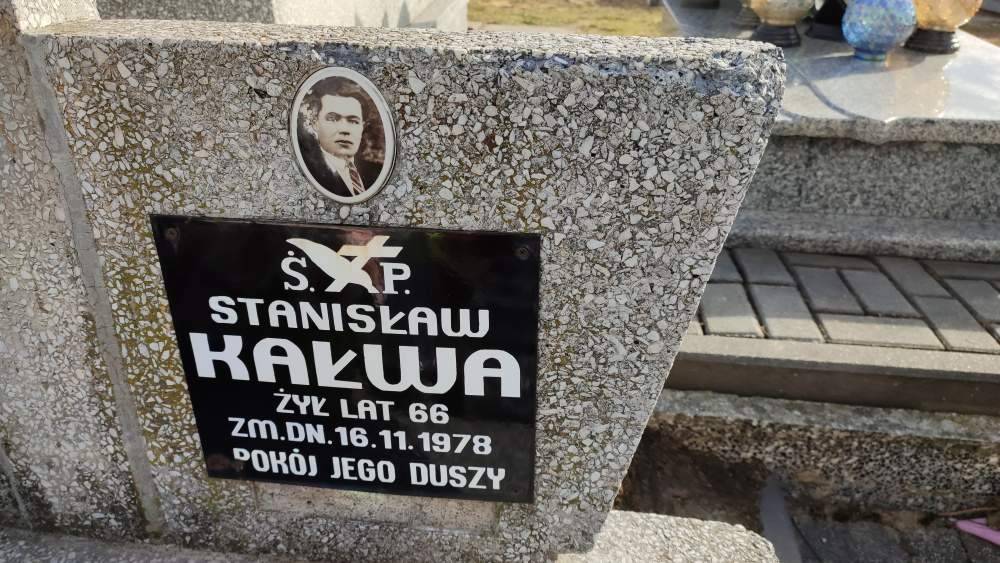 Ś. P.
STANISŁAW
KAŁWA
ŻYŁ LAT 66
ZM.DN.16.11.1978
POKÓJ JEGO DUSZY